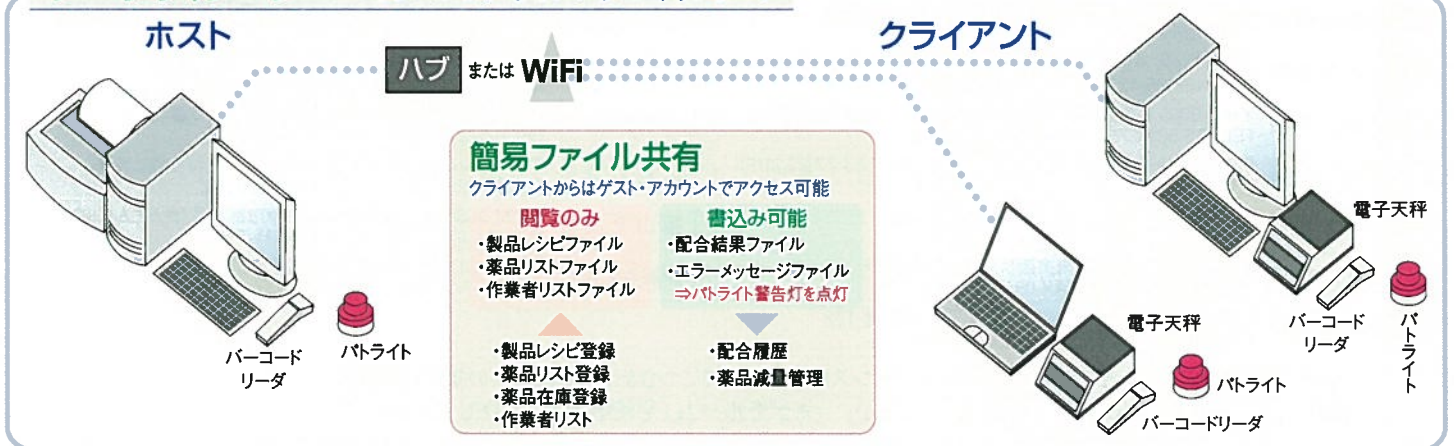 ホスト
ハブ または WiFi
クライアント
簡易ファイル共有
クライアントからはゲスト・アカウントでアクセス可能
閲覧のみ
・製品レシピファイル
・薬品リストファイル
・作業者リストファイル
書込み可能
・配合結果ファイル
・エラーメッセージファイル
⇒パトライト警告灯を点灯
・製品レシピ登録
・薬品リスト登録
・薬品在庫登録
・作業者リスト
・配合履歴
・薬品減量管理
バーコード
リーダ
パトライト
電子天秤
パトライト
バーコードリーダ
電子天秤
バーコード
リーダ
パトライト